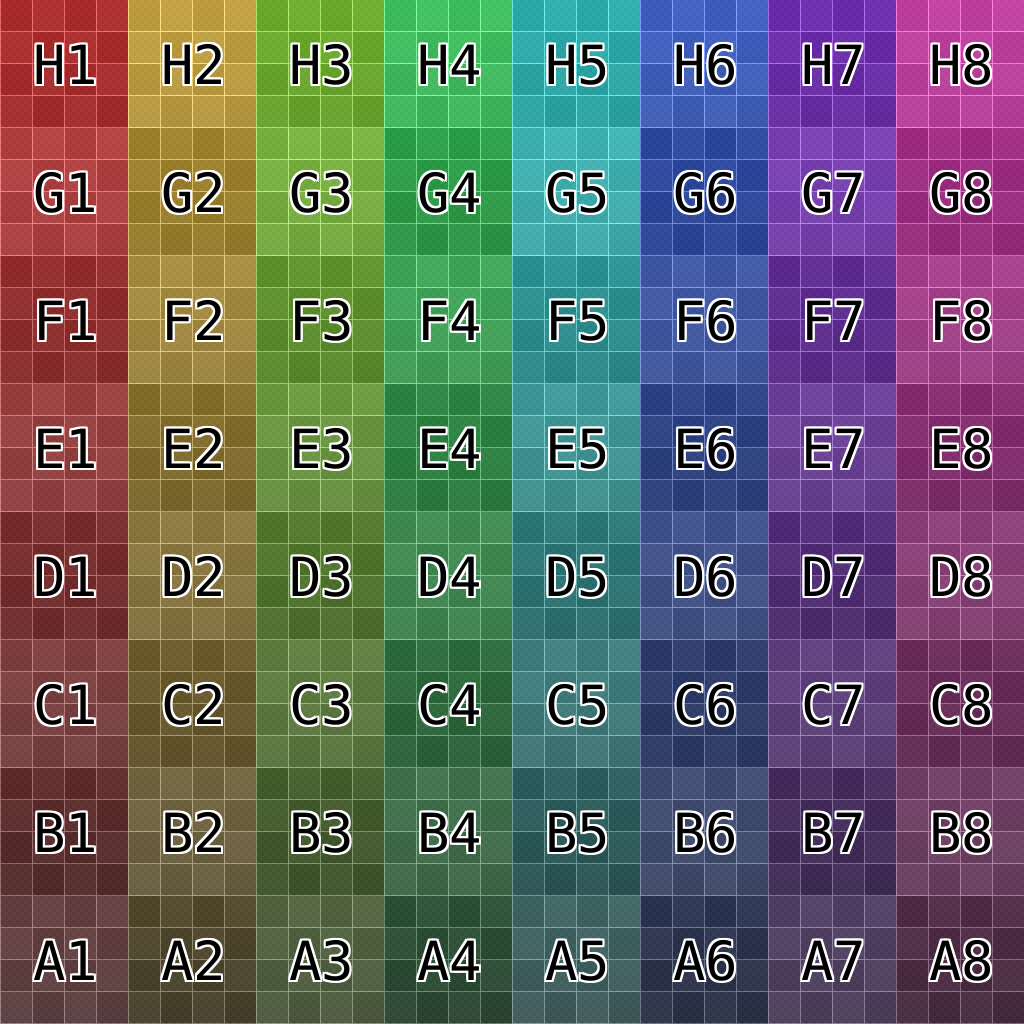 H1 H2 H3 H4 H5 H6 H7 H8
G1 G2 G3 G4 G5 G6 G7 G8
F1 F2 F3 F4 F5 F6 F7 F8
E1 E2 E3 E4 E5 E6 E7 E8
D1 D2 D3 D4 D5 D6 D7 D8
C1 C2 C3 C4 C5 C6 C7 C8
B1 B2 B3 B4 B5 B6 B7 B8
A1 A2 A3 A4 A5 A6 A7 A8